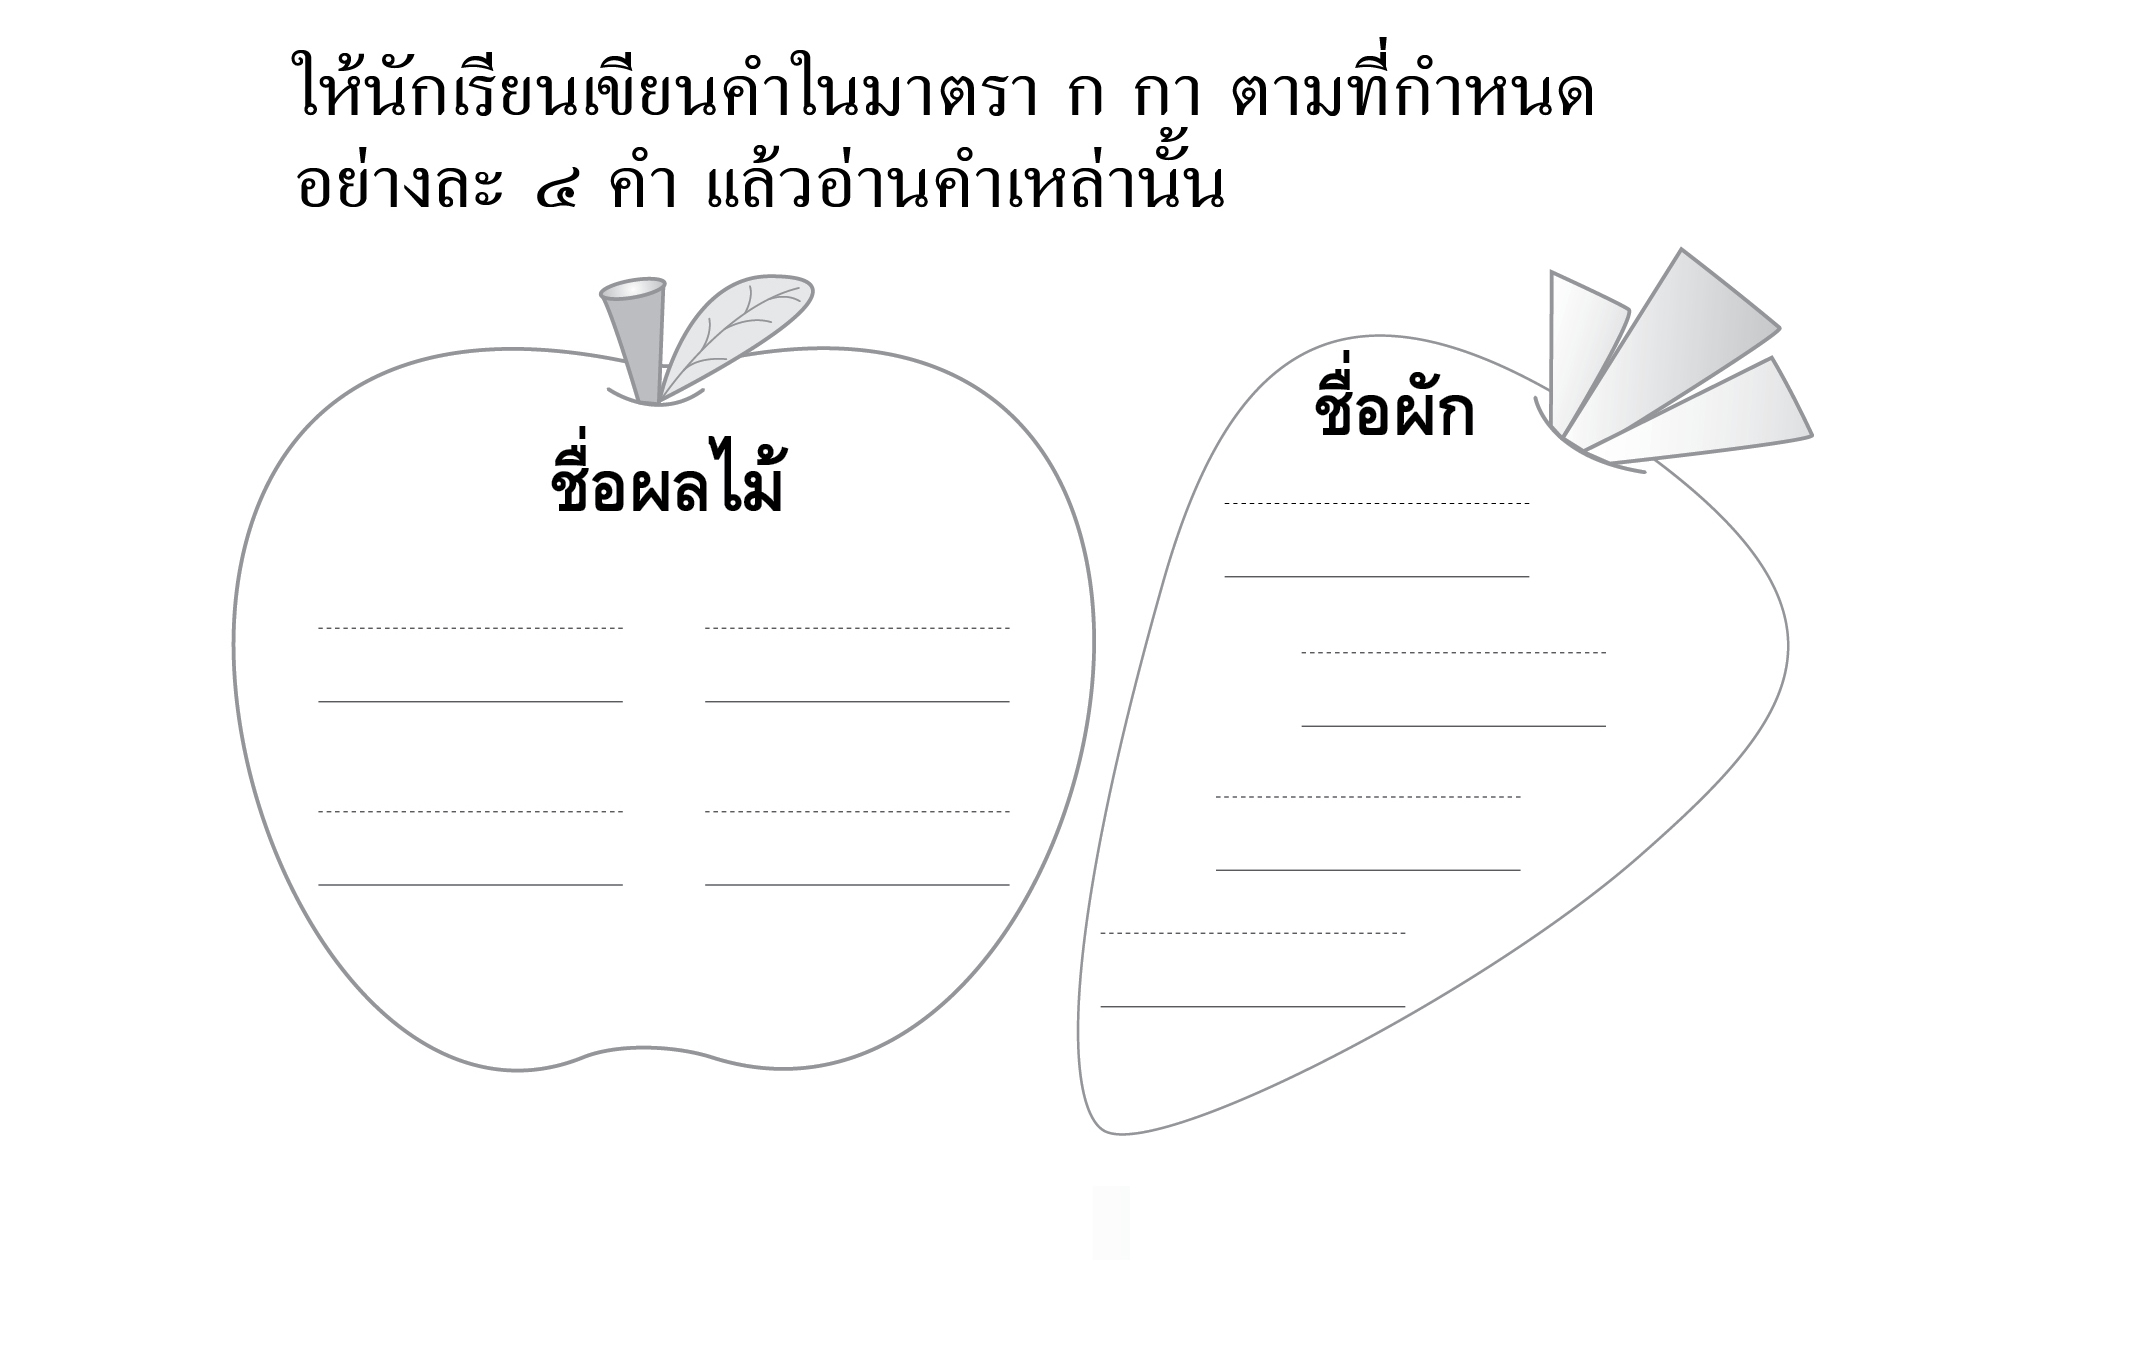 ให้นักเรียนเขียนคำในมาตรา ก กา ตามที่กำหนด
อย่างละ ๔ คำ แล้วอ่านคำเหล่านั้น
ชื่อผลไม้
ชื่อผัก